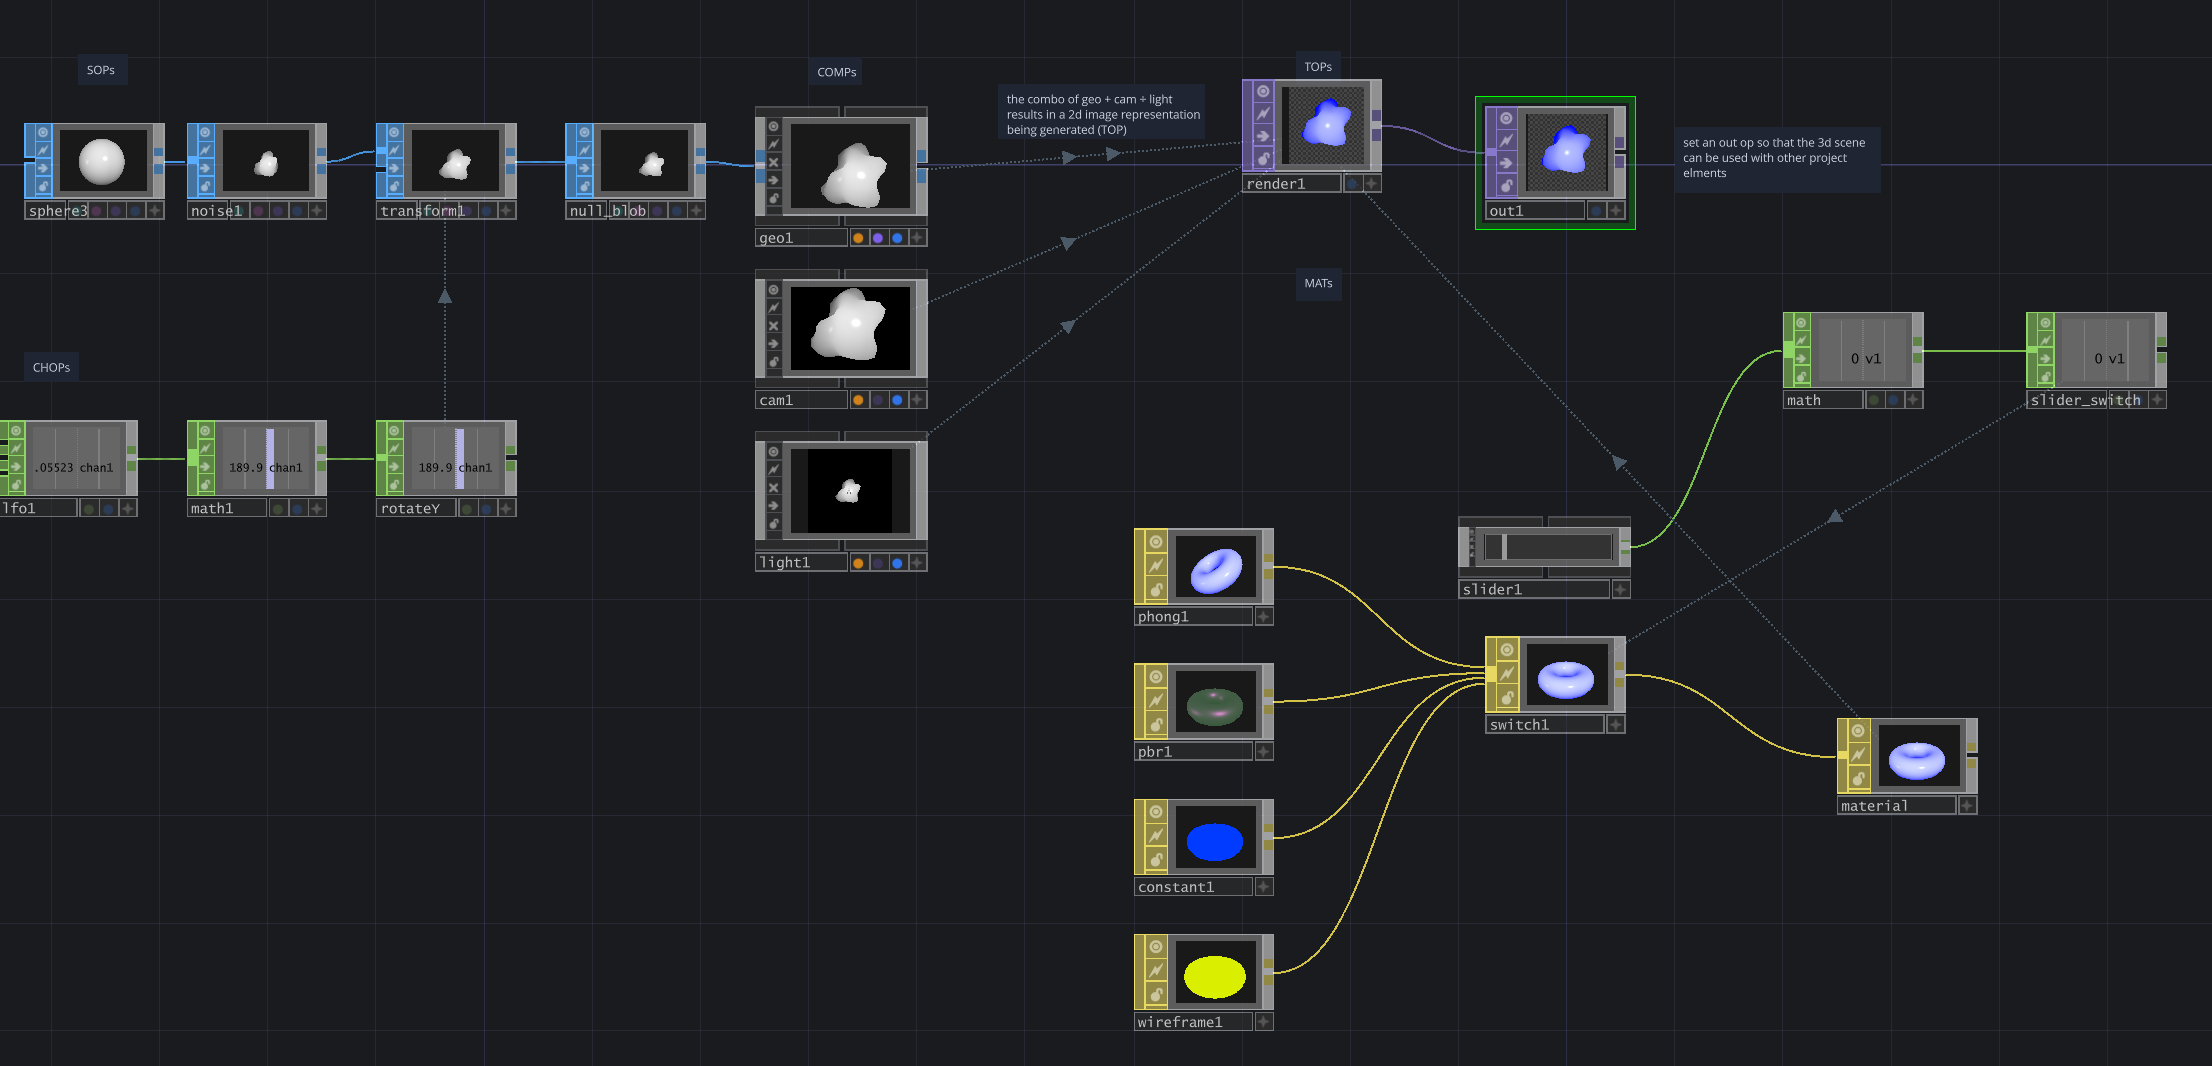 SOPs
COMPs
TOPs
the combo of geo + cam + light
results in a 2d image representation
being generated (TOP)
set an out op so that the 3d scene
can be used with other project
elments
sphere3
noise1
transform1
null_blob
geo1
render1
out1
MATs
CHOPs
cam1
0 v1
0 v1
math
slider_switch
.05523 chan1
189.9 chan1
189.9 chan1
lfo1
math1
rotateY
light1
slider1
phong1
switch1
pbr1
material
constant1
wireframe1